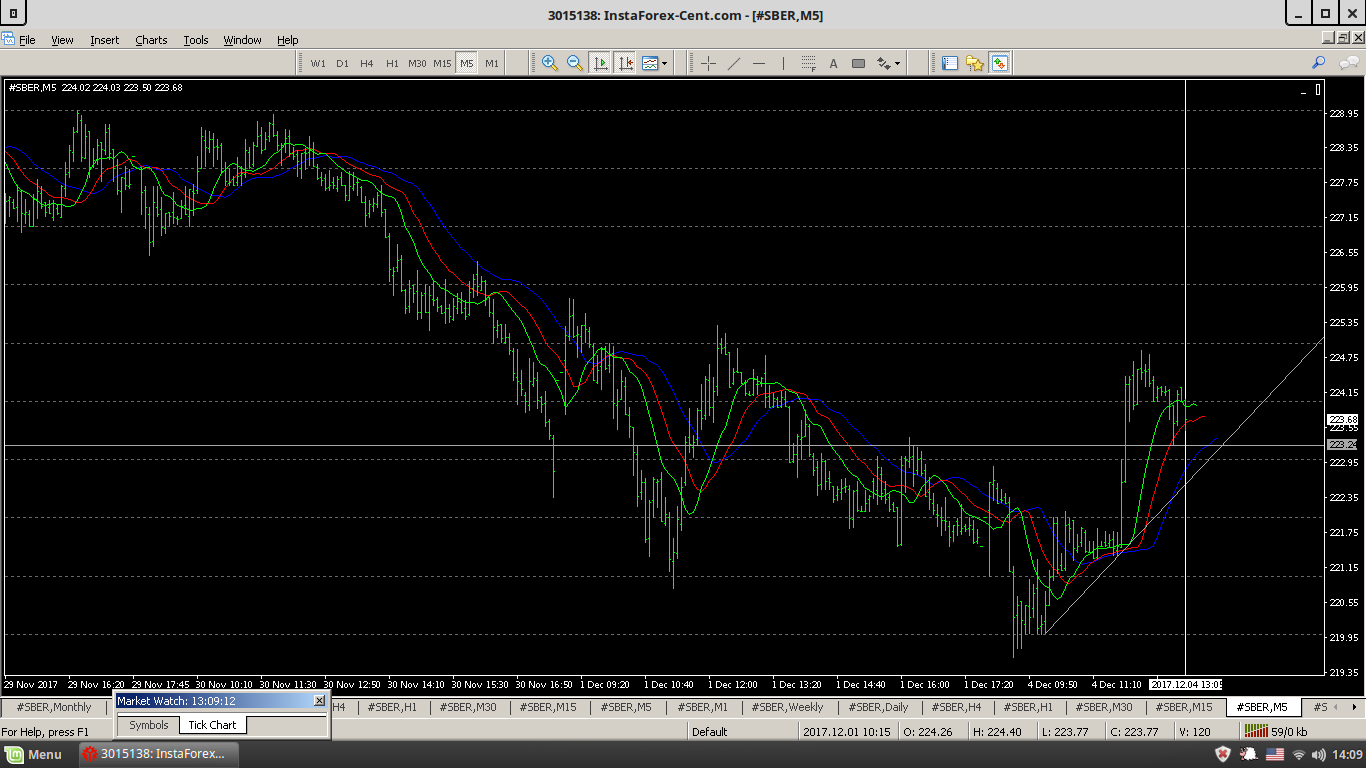 3015138: InstaForex-Cent.com - [#SBER,M5]
File View Insert Charts Tools Window Help
W1 D1 H4 H1 M30 M15 M5 M1
A
#SBER,M5 224.02 224.03 223.50 223.68
228.95
228.35
227.75
227.15
226.55
225.95
225.35
224.75
224.15
223.68
223.55
223.24
222.95
222.35
221.75
221.15
220.55
219.95
219.35
29 Nov 2017 29 Nov 16:20 29 Nov 17:45 30 Nov 10:10 30 Nov 11:30 30 Nov 12:50 30 Nov 14:10 30 Nov 15:30 30 Nov 16:50 30 Nov 18:10 1 Dec 09:20 1 Dec 10:40 1 Dec 12:00 1 Dec 13:20 1 Dec 14:40 1 Dec 16:00 1 Dec 17:20 4 Dec 09:50 4 Dec 11:10 2017.12.04 13:05
Market Watch: 13:09:12
Symbols Tick Chart
#SBER,Monthly H4 #SBER,H1 #SBER,M30 #SBER,M15 #SBER,M5 #SBER,M1 #SBER,Weekly #SBER,Daily #SBER,H4 #SBER,H1 #SBER,M30 #SBER,M15 #SBER,M5 #S
For Help, press F1 Default 2017.12.01 10:15 O: 224.26 H: 224.40 L: 223.77 C: 223.77 V: 120 59/0 kb
Menu 3015138: InstaForex... 14:09